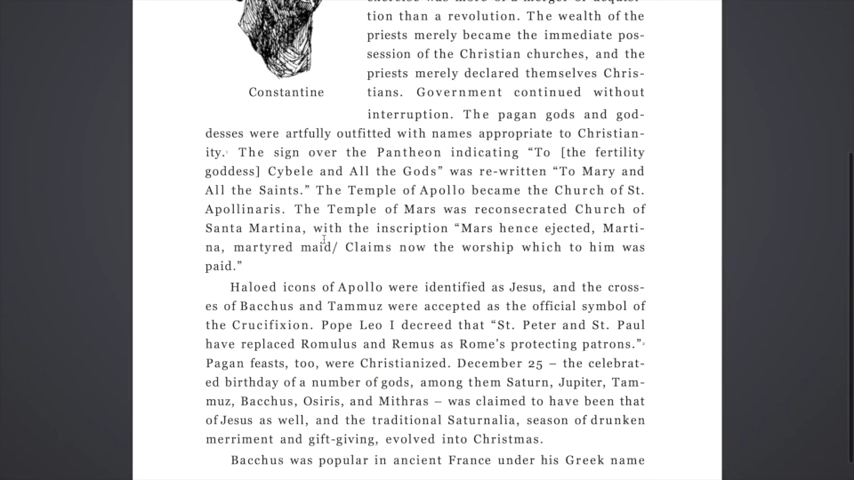 tion than a revolution. The wealth of the
priests merely became the immediate pos-
session of the Christian churches, and the
priests merely declared themselves Chris-
Constantine tians. Government continued without
interruption. The pagan gods and god-
desses were artfully outfitted with names appropriate to Christian-
ity. The sign over the Pantheon indicating “To [the fertility
goddess] Cybele and All the Gods” was re-written “To Mary and
All the Saints.” The Temple of Apollo became the Church of St.
Apollinaris. The Temple of Mars was reconsecrated Church of
Santa Martina, with the inscription “Mars hence ejected, Marti-
na, martyred maid/ Claims now the worship which to him was
paid.”
Haloed icons of Apollo were identified as Jesus, and the cross-
es of Bacchus and Tammuz were accepted as the official symbol of
the Crucifixion. Pope Leo I decreed that “St. Peter and St. Paul
have replaced Romulus and Remus as Rome’s protecting patrons.”
Pagan feasts, too, were Christianized. December 25 – the celebrat-
ed birthday of a number of gods, among them Saturn, Jupiter, Tam-
muz, Bacchus, Osiris, and Mithras – was claimed to have been that
of Jesus as well, and the traditional Saturnalia, season of drunken
merriment and gift-giving, evolved into Christmas.
Bacchus was popular in ancient France under his Greek name